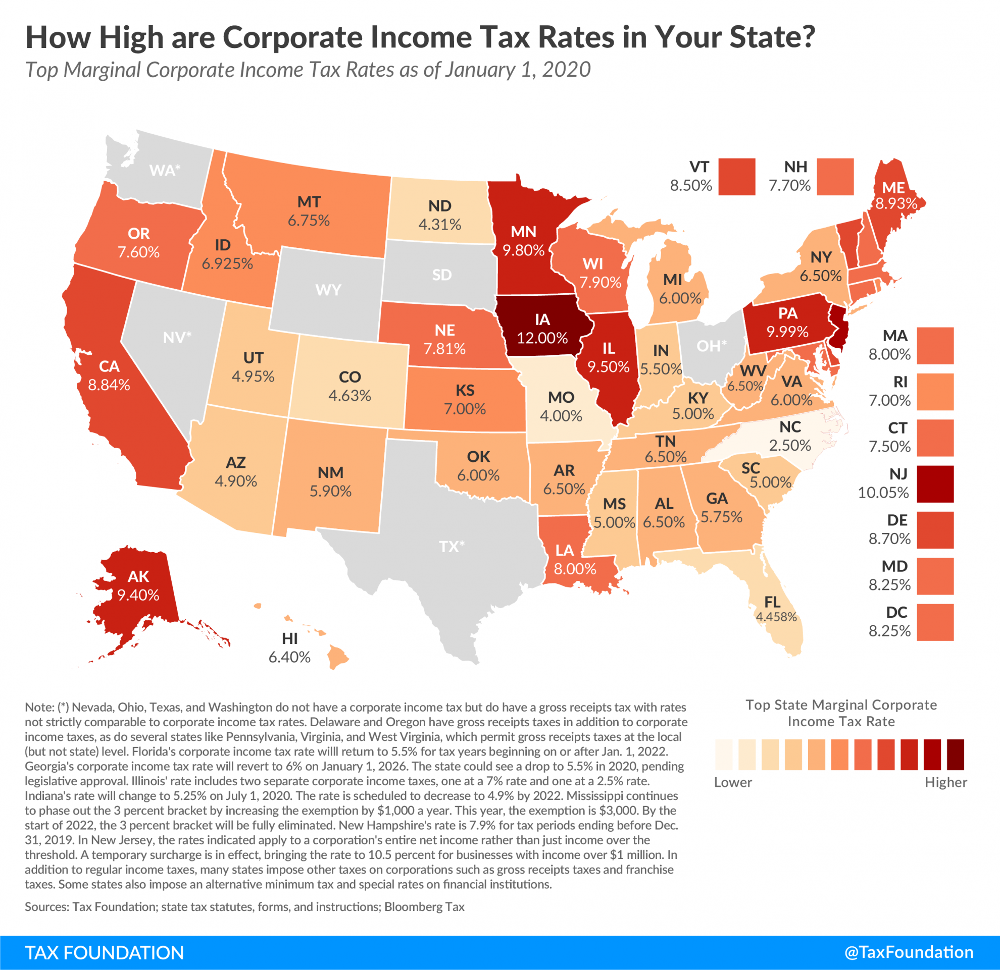 How High are Corporate Income Tax Rates in Your State?
Top Marginal Corporate Income Tax Rates as of January 1, 2020
WA*
OR
7.60%
CA
8.84%
NV*
ID
6.925%
MT
6.75%
WY
UT
4.95%
AZ
4.90%
CO
4.63%
NM
5.90%
ND
4.31%
SD
NE
7.81%
KS
7.00%
OK
6.00%
TX*
MN
9.80%
IA
12.00%
MO
4.00%
AR
6.50%
LA
8.00%
WI
7.90%
IL
9.50%
MI
6.00%
IN
5.50%
OH*
KY
5.00%
TN
6.50%
MS
5.00%
AL
6.50%
GA
5.75%
FL
4.458%
SC
5.00%
NC
2.50%
VA
6.00%
WV
6.50%
PA
9.99%
NY
6.50%
ME
8.93%
VT
8.50%
NH
7.70%
MA
8.00%
RI
7.00%
CT
7.50%
NJ
10.05%
DE
8.70%
MD
8.25%
DC
8.25%
AK
9.40%
HI
6.40%
Note: (*) Nevada, Ohio, Texas, and Washington do not have a corporate income tax but do have a gross receipts tax with rates
not strictly comparable to corporate income tax rates. Delaware and Oregon have gross receipts taxes in addition to corporate
income taxes, as do several states like Pennsylvania, Virginia, and West Virginia, which permit gross receipts taxes at the local
(but not state) level. Florida's corporate income tax rate willl return to 5.5% for tax years beginning on or after Jan. 1, 2022.
Georgia's corporate income tax rate will revert to 6% on January 1, 2026. The state could see a drop to 5.5% in 2020, pending
legislative approval. Illinois' rate includes two separate corporate income taxes, one at a 7% rate and one at a 2.5% rate.
Indiana's rate will change to 5.25% on July 1, 2020. The rate is scheduled to decrease to 4.9% by 2022. Mississippi continues
to phase out the 3 percent bracket by increasing the exemption by $1,000 a year. This year, the exemption is $3,000. By the
start of 2022, the 3 percent bracket will be fully eliminated. New Hampshire's rate is 7.9% for tax periods ending before Dec.
31, 2019. In New Jersey, the rates indicated apply to a corporation's entire net income rather than just income over the
threshold. A temporary surcharge is in effect, bringing the rate to 10.5 percent for businesses with income over $1 million. In
addition to regular income taxes, many states impose other taxes on corporations such as gross receipts taxes and franchise
taxes. Some states also impose an alternative minimum tax and special rates on financial institutions.
Sources: Tax Foundation; state tax statutes, forms, and instructions; Bloomberg Tax
Top State Marginal Corporate
Income Tax Rate
Lower
Higher
TAX FOUNDATION
@TaxFoundation